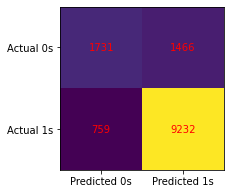 Actual 0s 1731 1466
Actual 1s 759 9232
Predicted 0s Predicted 1s